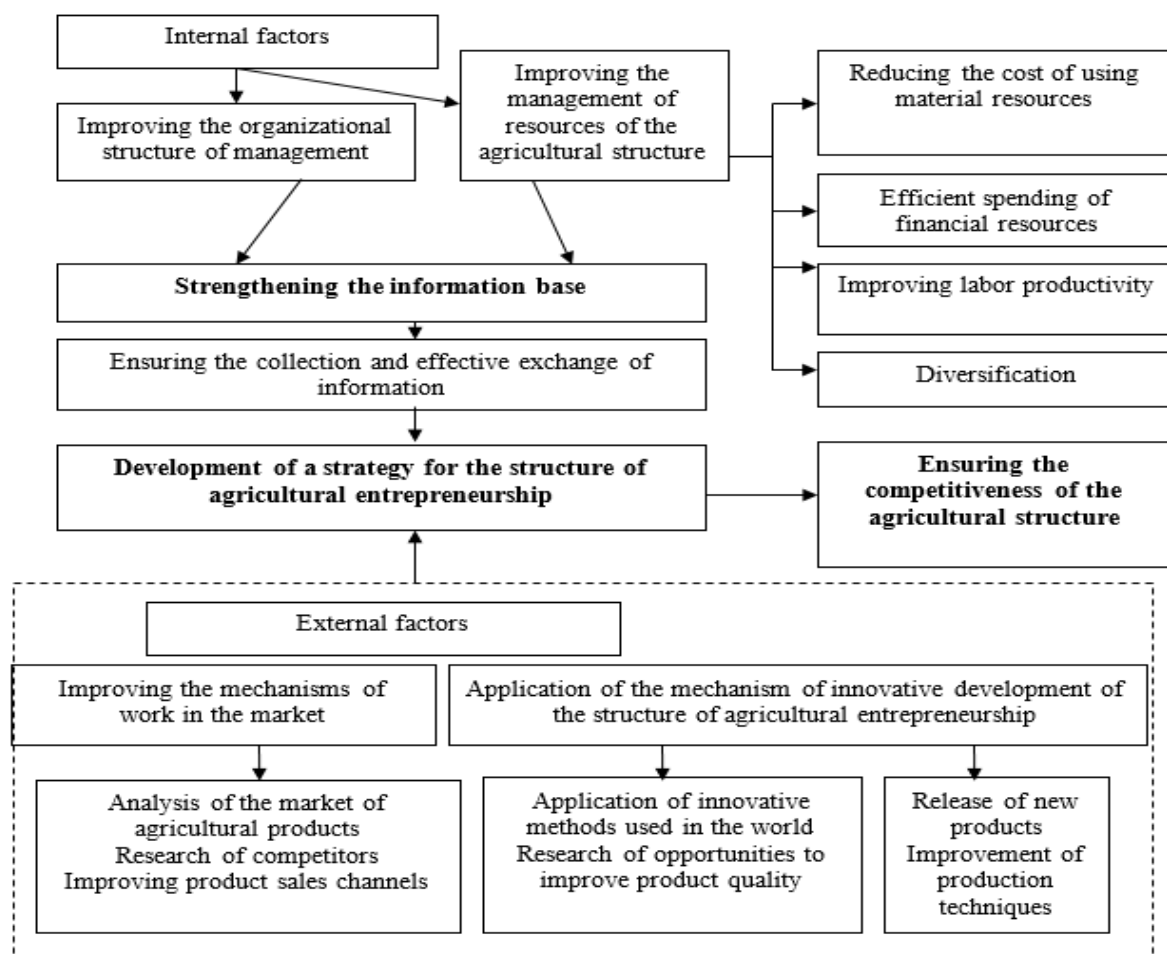 Internal factors
Improving the organizational
structure of management
Improving the
management of
resources of the
agricultural structure
Reducing the cost of using
material resources
Efficient spending of
financial resources
Improving labor productivity
Diversification
Strengthening the information base
Ensuring the collection and effective exchange of
information
Development of a strategy for the structure of
agricultural entrepreneurship
Ensuring the
competitiveness of the
agricultural structure
External factors
Improving the mechanisms of
work in the market
Application of the mechanism of innovative development of
the structure of agricultural entrepreneurship
Analysis of the market of
agricultural products
Research of competitors
Improving product sales channels
Application of innovative
methods used in the world
Research of opportunities to
improve product quality
Release of new
products
Improvement of
production
techniques